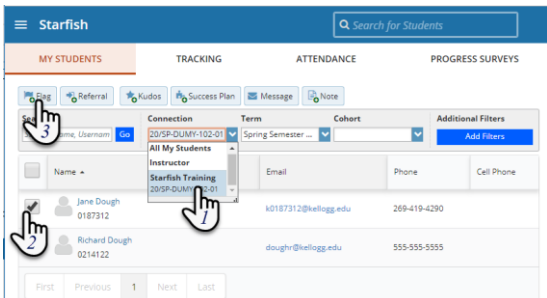 Starfish
Search for Students
MY STUDENTS TRACKING ATTENDANCE PROGRESS SURVEYS
Flag Referral Kudos Success Plan Message Note
Connection Term Cohort Additional Filters
3 Name, Usernam Go 20/SP-DUMY-102-01 Spring Semester ... Add Filters
All My Students
Instructor
Starfish Training
20/SP-DUMY-102-01
Name Email Phone Cell Phone
1
Jane Dough k0187312@kellogg.edu 269-419-4290
0187312
2
Richard Dough doughr@kellogg.edu 555-555-5555
0214122
First Previous 1 Next Last